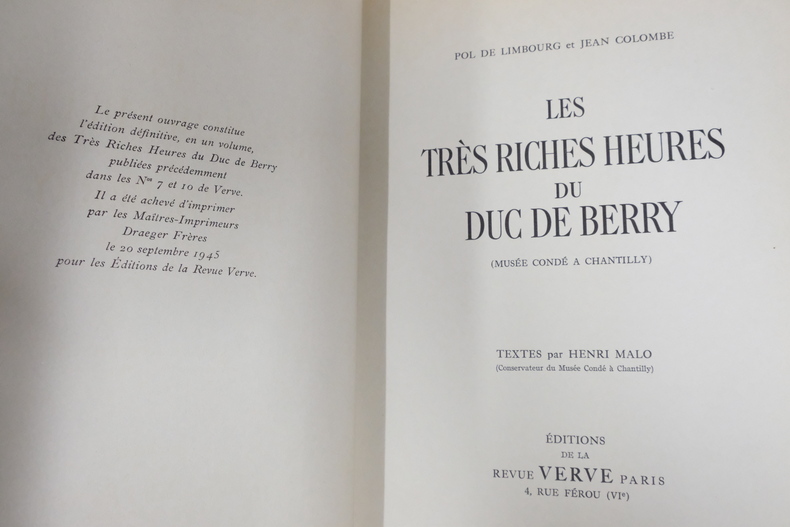 Le présent ouvrage constitue
l'édition définitive, en un volume,
des Très Riches Heures du Duc de Berry
publiées précédemment
dans les Nos 7 et 10 de Verve.
Il a été achevé d'imprimer
par les Maîtres-Imprimeurs
Draeger Frères
le 20 septembre 1945
pour les Éditions de la Revue Verve.
POL DE LIMBOURG et JEAN COLOMBE
LES
TRÈS RICHES HEURES
DU
DUC DE BERRY
(MUSÉE CONDÉ A CHANTILLY)
TEXTES par HENRI MALO
(Conservateur du Musée Condé à Chantilly)
ÉDITIONS
DE LA
REVUE VERVE PARIS
4, RUE FÉROU (VIe)